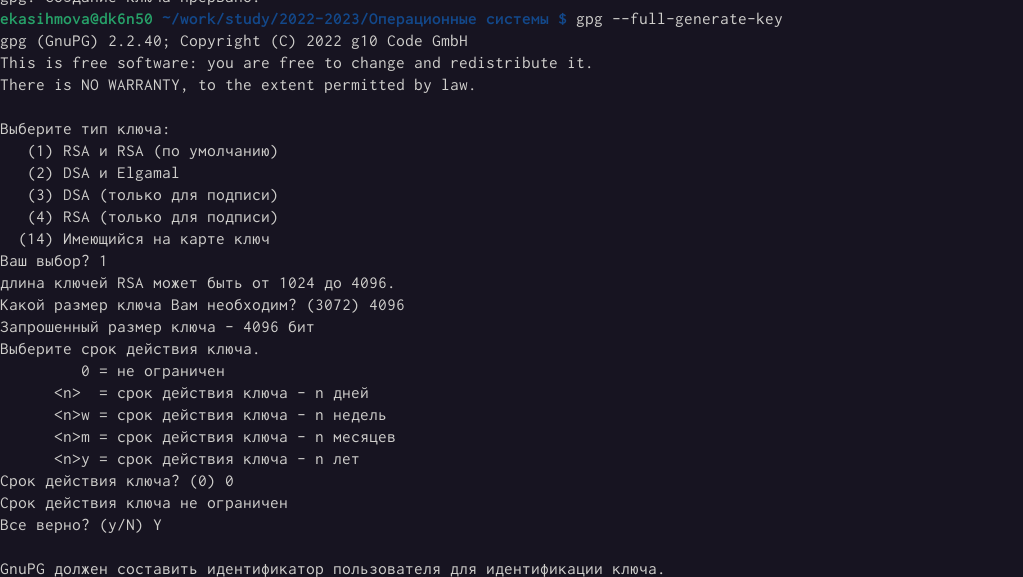 gpg: создание ключа прервано.
ekasihmova@dk6n50 ~/work/study/2022-2023/Операционные системы $ gpg --full-generate-key
gpg (GnuPG) 2.2.40; Copyright (C) 2022 g10 Code GmbH
This is free software: you are free to change and redistribute it.
There is NO WARRANTY, to the extent permitted by law.
Выберите тип ключа:
(1) RSA и RSA (по умолчанию)
(2) DSA и Elgamal
(3) DSA (только для подписи)
(4) RSA (только для подписи)
(14) Имеющийся на карте ключ
Ваш выбор? 1
длина ключей RSA может быть от 1024 до 4096.
Какой размер ключа Вам необходим? (3072) 4096
Запрошенный размер ключа - 4096 бит
Выберите срок действия ключа.
0 = не ограничен
<n>  = срок действия ключа - n дней
<n>w = срок действия ключа - n недель
<n>m = срок действия ключа - n месяцев
<n>y = срок действия ключа - n лет
Срок действия ключа? (0) 0
Срок действия ключа не ограничен
Все верно? (y/N) Y
GnuPG должен составить идентификатор пользователя для идентификации ключа.